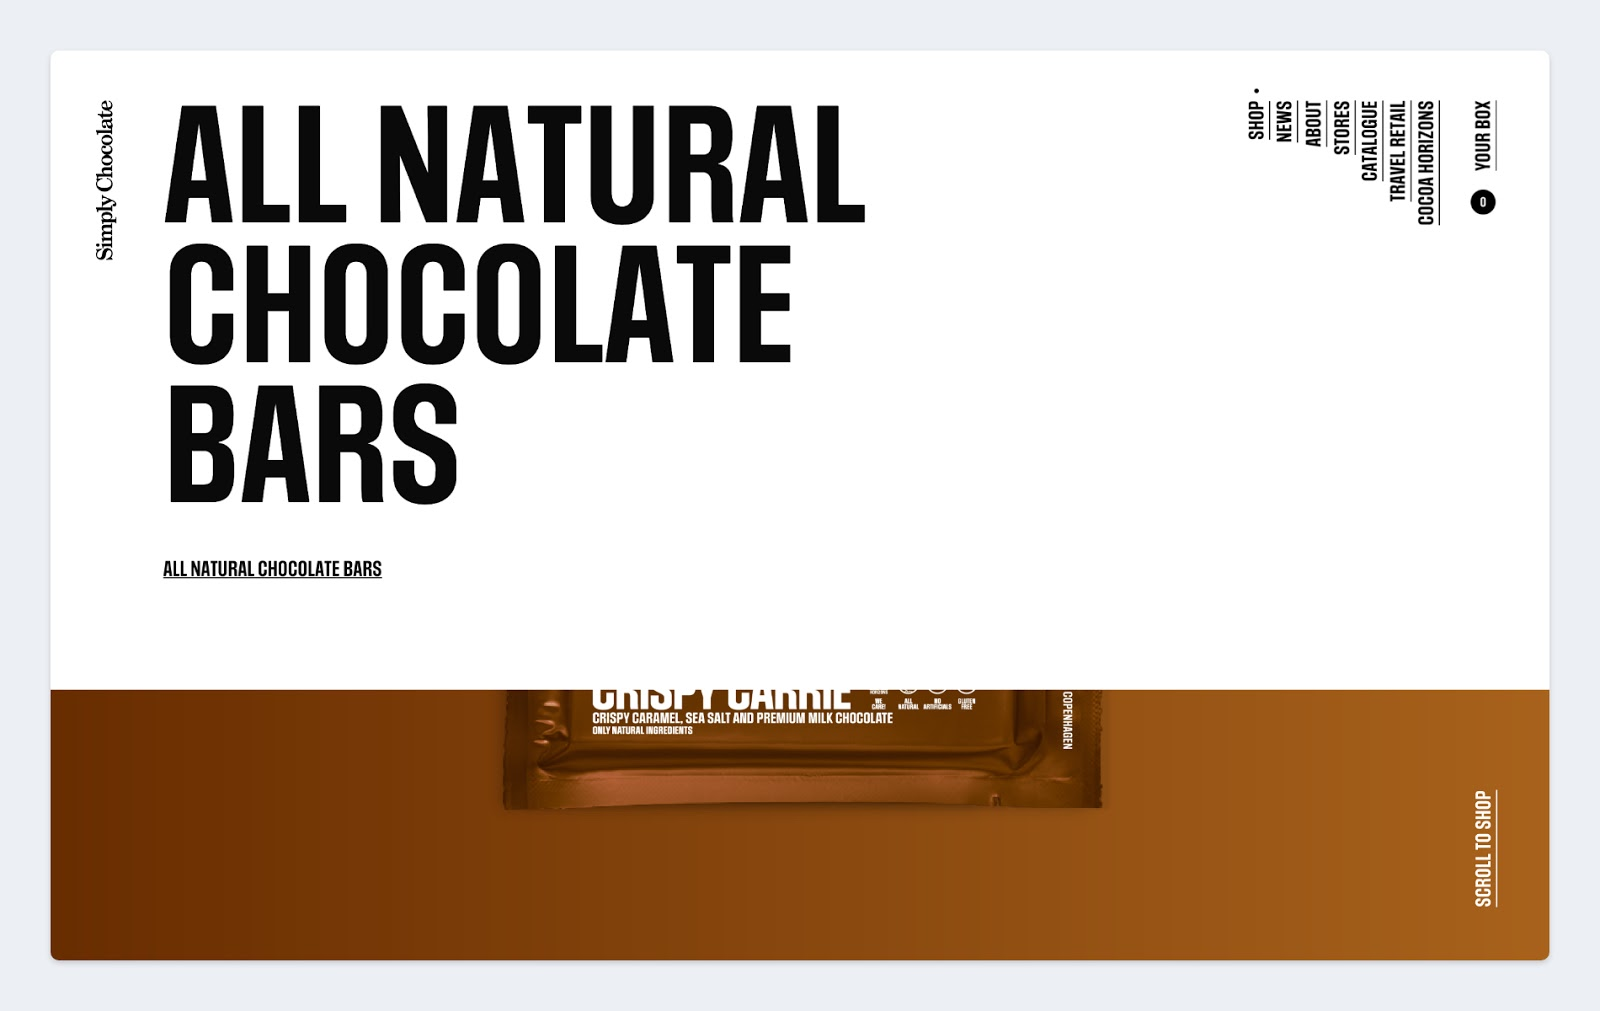 Simply Chocolate
ALL NATURAL
CHOCOLATE
BARS
ALL NATURAL CHOCOLATE BARS
SHOP
NEWS
ABOUT
STORES
CATALOGUE
TRAVEL RETAIL
COCOA HORIZONS
YOUR BOX
0
CRISPY CARRIE
WE CARE!
ALL NATURAL
NO ARTIFICIALS
GLUTEN FREE
CRISPY CARAMEL, SEA SALT AND PREMIUM MILK CHOCOLATE
ONLY NATURAL INGREDIENTS
COPENHAGEN
SCROLL TO SHOP